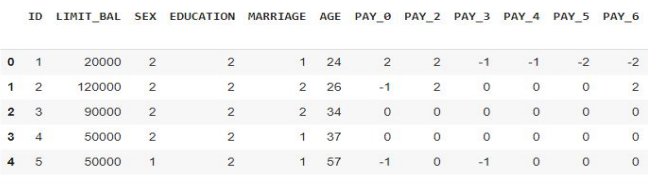 ID LIMIT_BAL SEX EDUCATION MARRIAGE AGE PAY_0 PAY_2 PAY_3 PAY_4 PAY_5 PAY_6
0 1 20000 2 2 1 24 2 2 -1 -1 -2 -2
1 2 120000 2 2 2 26 -1 2 0 0 0 2
2 3 90000 2 2 2 34 0 0 0 0 0 0
3 4 50000 2 2 1 37 0 0 0 0 0 0
4 5 50000 1 2 1 57 -1 0 -1 0 0 0